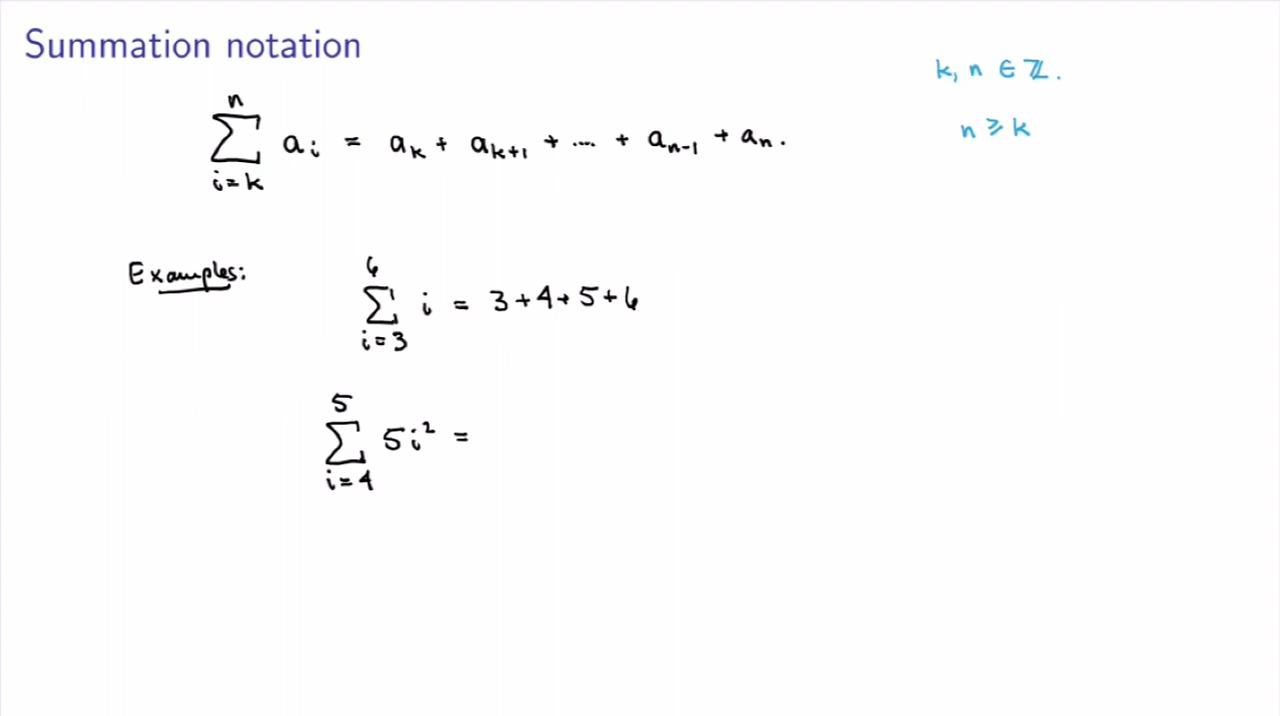 Summation notation
k, n ∈ ℤ.
n ≥ k
n
∑ a_i = a_k + a_{k+1} + ... + a_{n-1} + a_n.
i=k
Examples:
6
∑ i = 3+4+5+6
i=3
5
∑ 5i² =
i=4